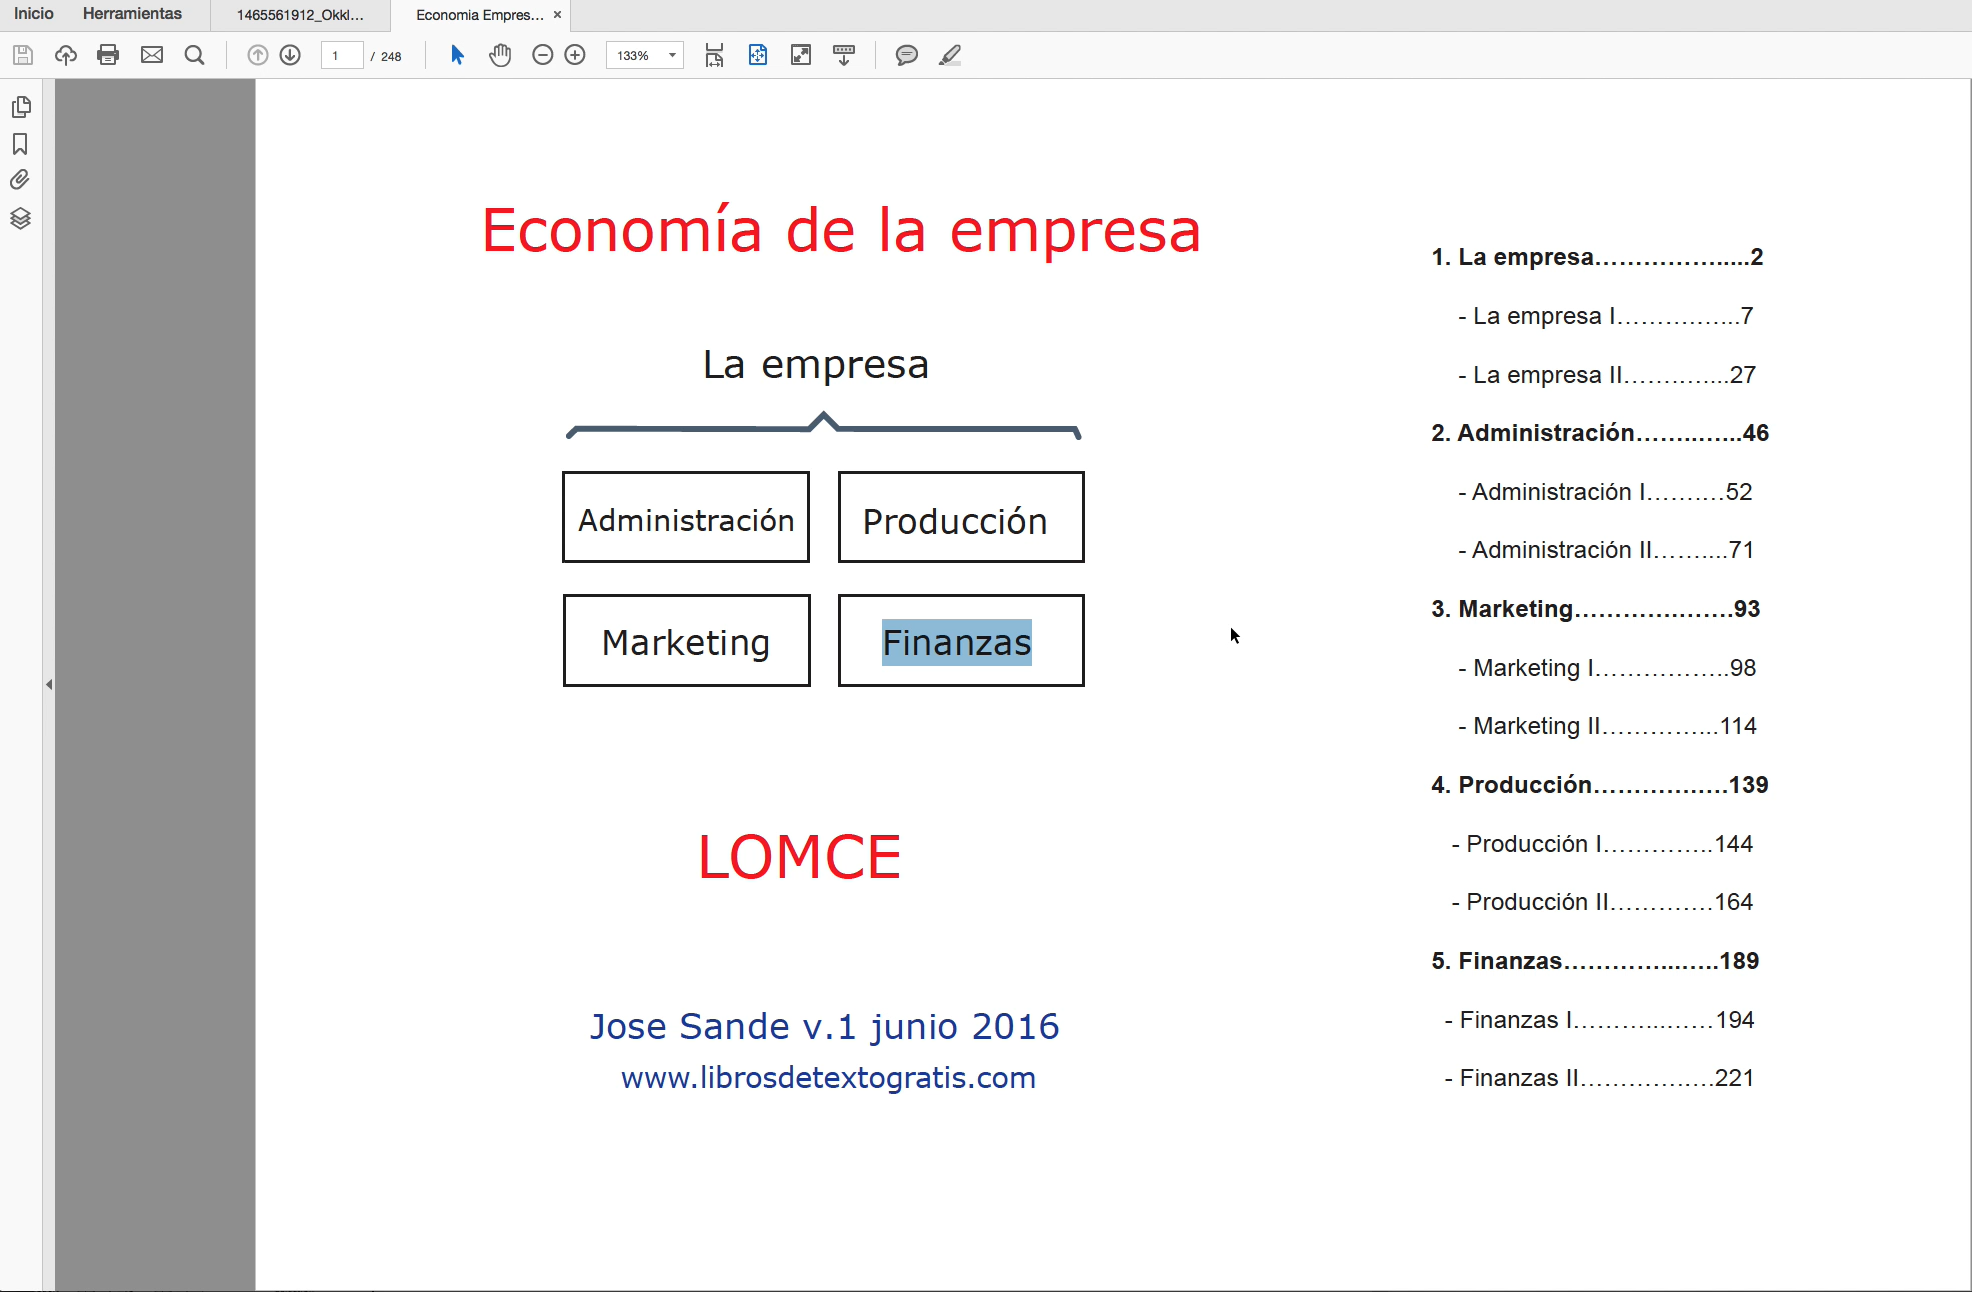 Inicio Herramientas 1465561912_Okkl... Economia Empres... ×
1 / 248 133%
Economía de la empresa
La empresa
Administración Producción
Marketing Finanzas
LOMCE
Jose Sande v.1 junio 2016
www.librosdetextogratis.com
1. La empresa…………….....2
- La empresa I……………..7
- La empresa II…………...27
2. Administración……..…...46
- Administración I……….52
- Administración II……....71
3. Marketing………….…….93
- Marketing I……………..98
- Marketing II…………...114
4. Producción………….….139
- Producción I…………..144
- Producción II………….164
5. Finanzas…………...…...189
- Finanzas I………...……194
- Finanzas II…………….221